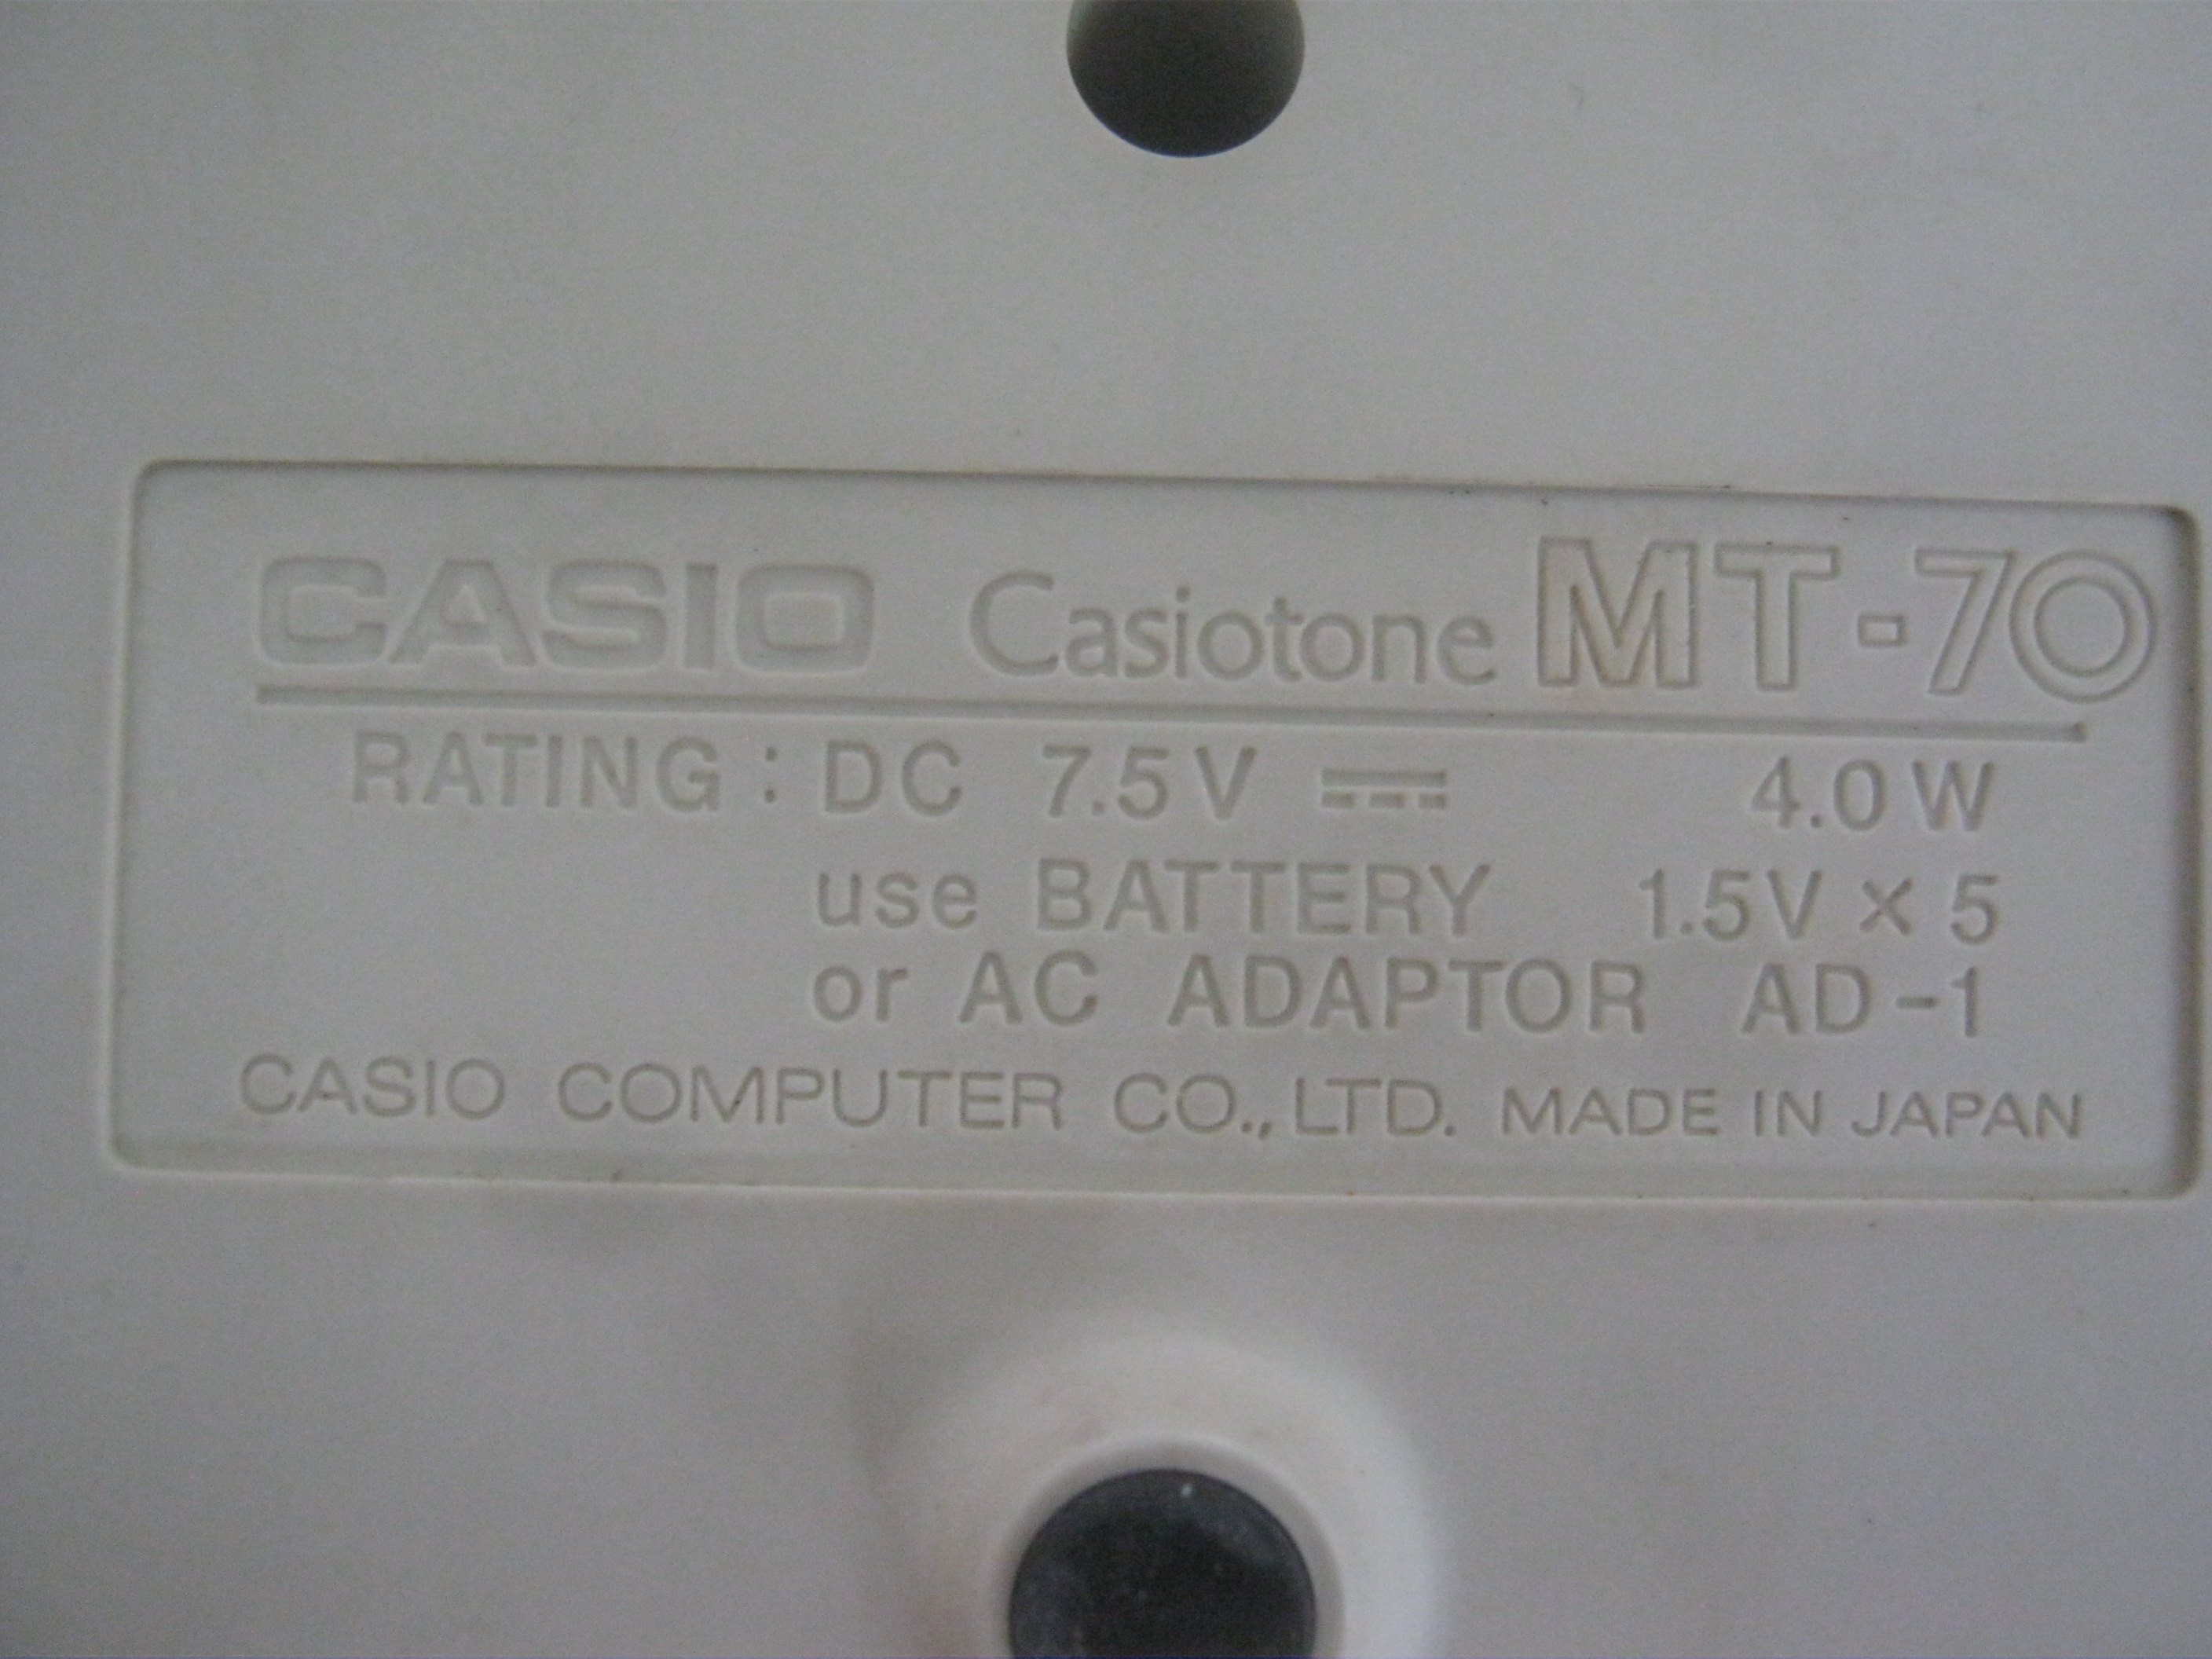 CASIO Casiotone MT-70
RATING : DC 7.5V ⎓ 4.0W
use BATTERY 1.5V × 5
or AC ADAPTOR AD-1
CASIO COMPUTER CO., LTD. MADE IN JAPAN